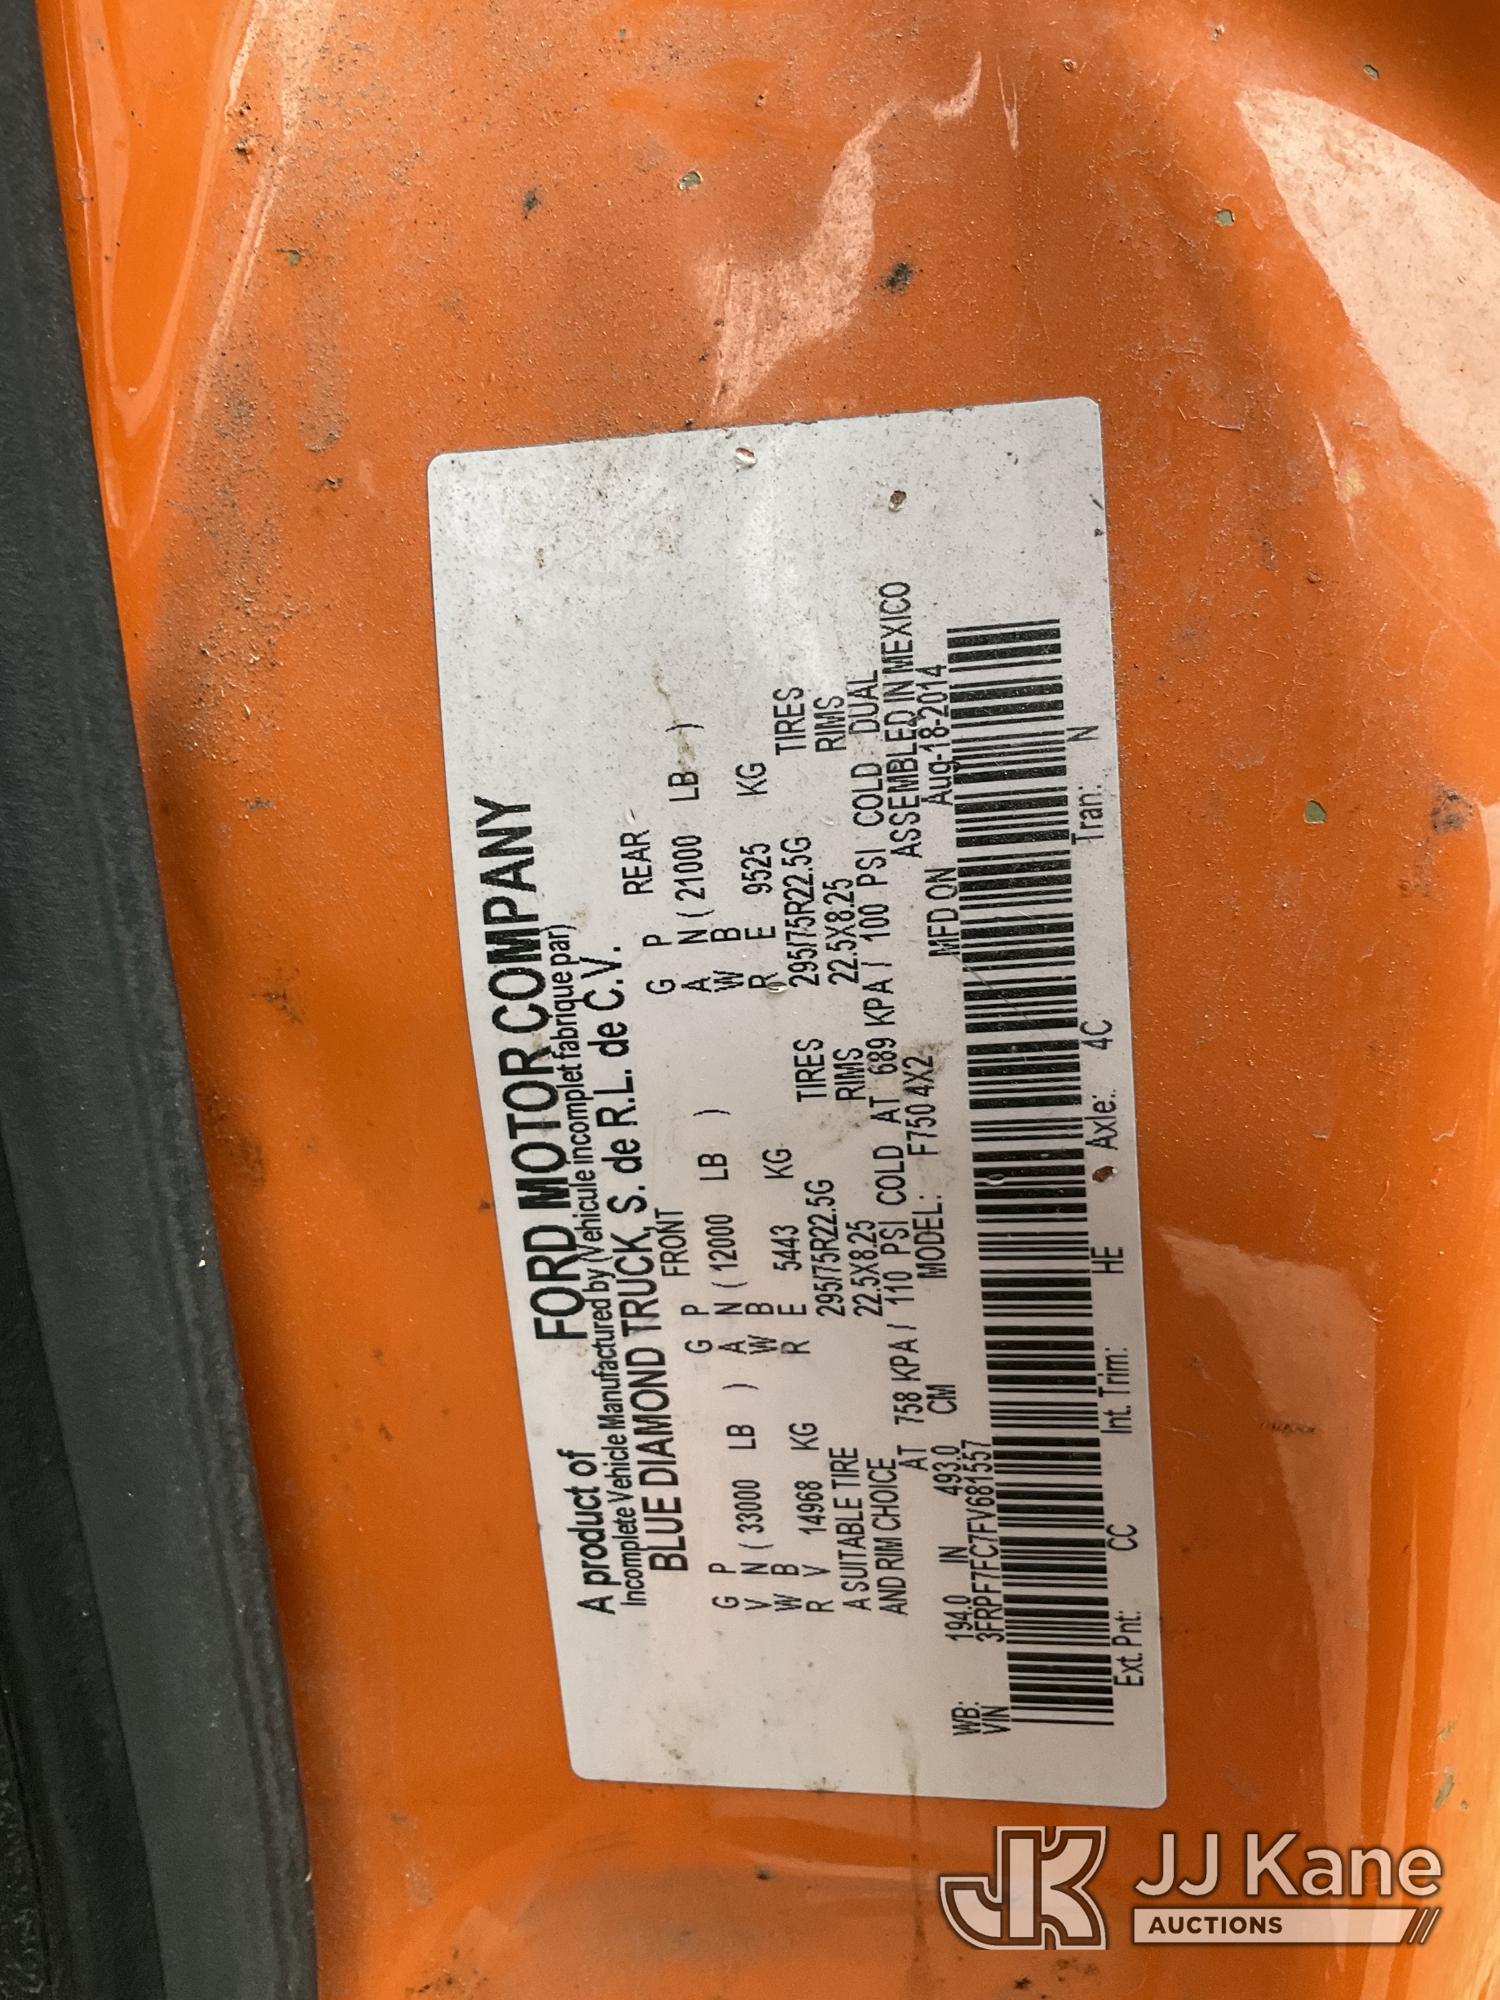 A product of FORD MOTOR COMPANY
Incomplete Vehicle Manufactured by (Vehicule incomplet fabrique par)
BLUE DIAMOND TRUCK, S. de R.L. de C.V.
FRONT REAR
G P G P G P
V N ( 33000 LB ) A N ( 12000 LB ) A N ( 21000 LB )
W B W B W B
R V 14968 KG R E 5443 KG R E 9525 KG
A SUITABLE TIRE 295/75R22.5G TIRES 295/75R22.5G TIRES
AND RIM CHOICE 22.5X8.25 RIMS 22.5X8.25 RIMS
AT 758 KPA / 110 PSI COLD AT 689 KPA / 100 PSI COLD DUAL
ASSEMBLED IN MEXICO
WB: 194.0 IN 493.0 CM MODEL: F750 4X2 MFD ON Aug-18-2014
VIN 3FRPF7FC7FV681557
Ext. Pnt: CC Int. Trim: HE Axle: 4C Tran: N
JK JJ Kane
AUCTIONS